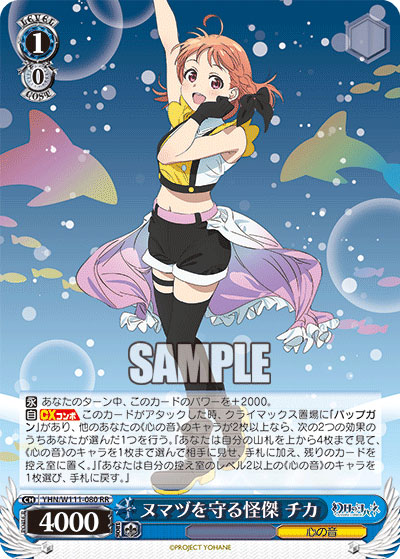 LEVEL
1
0
COST
SAMPLE
永 あなたのターン中、このカードのパワーを+2000。
自 CXコンボ このカードがアタックした時、クライマックス置場に「バップガン」があり、他のあなたの《心の音》のキャラが2枚以上なら、次の2つの効果の
うちあなたが選んだ1つを行う。『あなたは自分の山札を上から4枚まで見て、
《心の音》のキャラを1枚まで選んで相手に見せ、手札に加え、残りのカードを
控え室に置く。』『あなたは自分の控え室のレベル2以上の《心の音》のキャラを
1枚選び、手札に戻す。』
CH YHN/W111-080 RR
4000
ヌマヅを守る怪傑 チカ
心の音
©PROJECT YOHANE